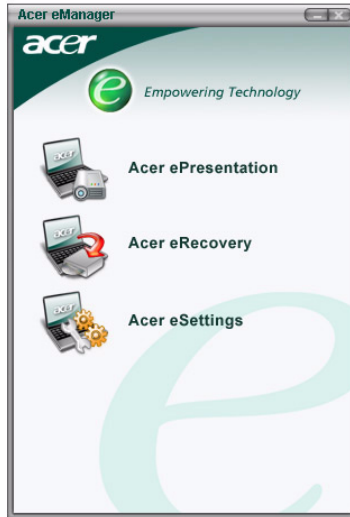 Acer eManager
acer
e
Empowering Technology
Acer ePresentation
Acer eRecovery
Acer eSettings